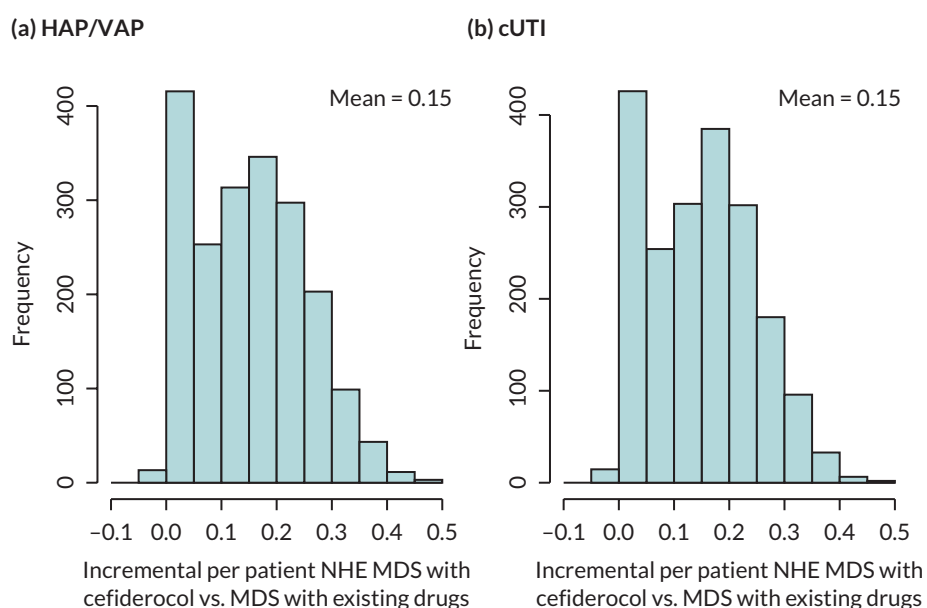 (a) HAP/VAP
Mean = 0.15
Frequency
400
300
200
100
0
–0.1 0.0 0.1 0.2 0.3 0.4 0.5
Incremental per patient NHE MDS with
cefiderocol vs. MDS with existing drugs
(b) cUTI
Mean = 0.15
Frequency
400
300
200
100
0
–0.1 0.0 0.1 0.2 0.3 0.4 0.5
Incremental per patient NHE MDS with
cefiderocol vs. MDS with existing drugs